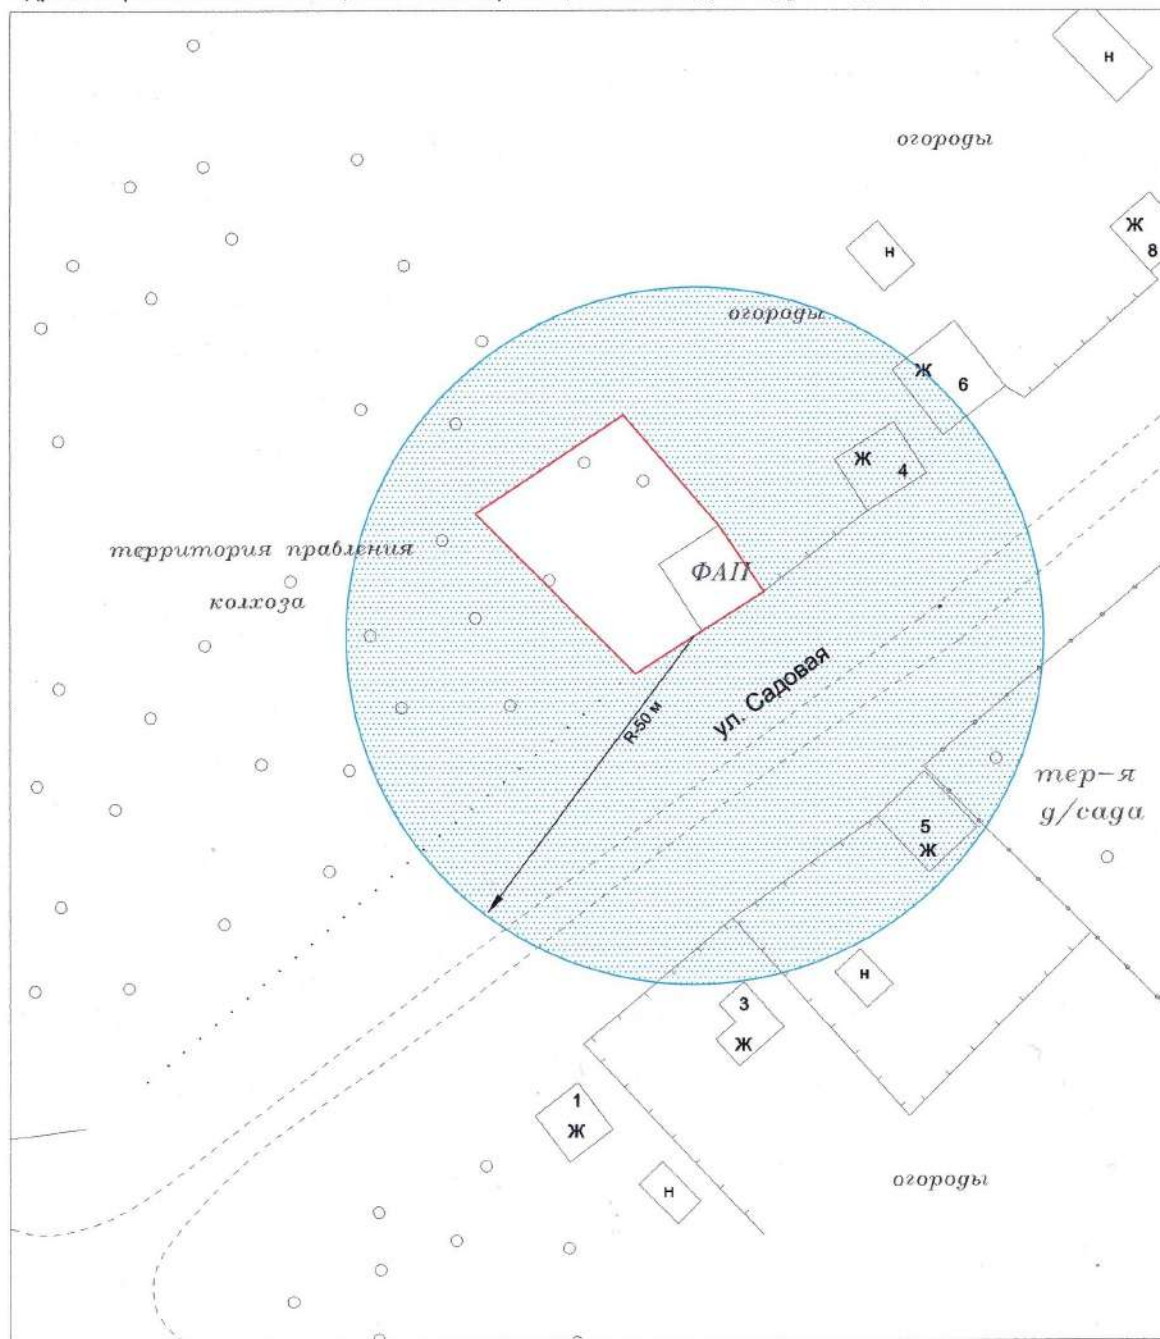 н
огороды
Ж
8
н
огороды
Ж
6
Ж
4
территория правления
колхоза
ФАП
ул. Садовая
R-50 м
тер-я
д/сада
5
Ж
н
3
Ж
1
Ж
н
огороды